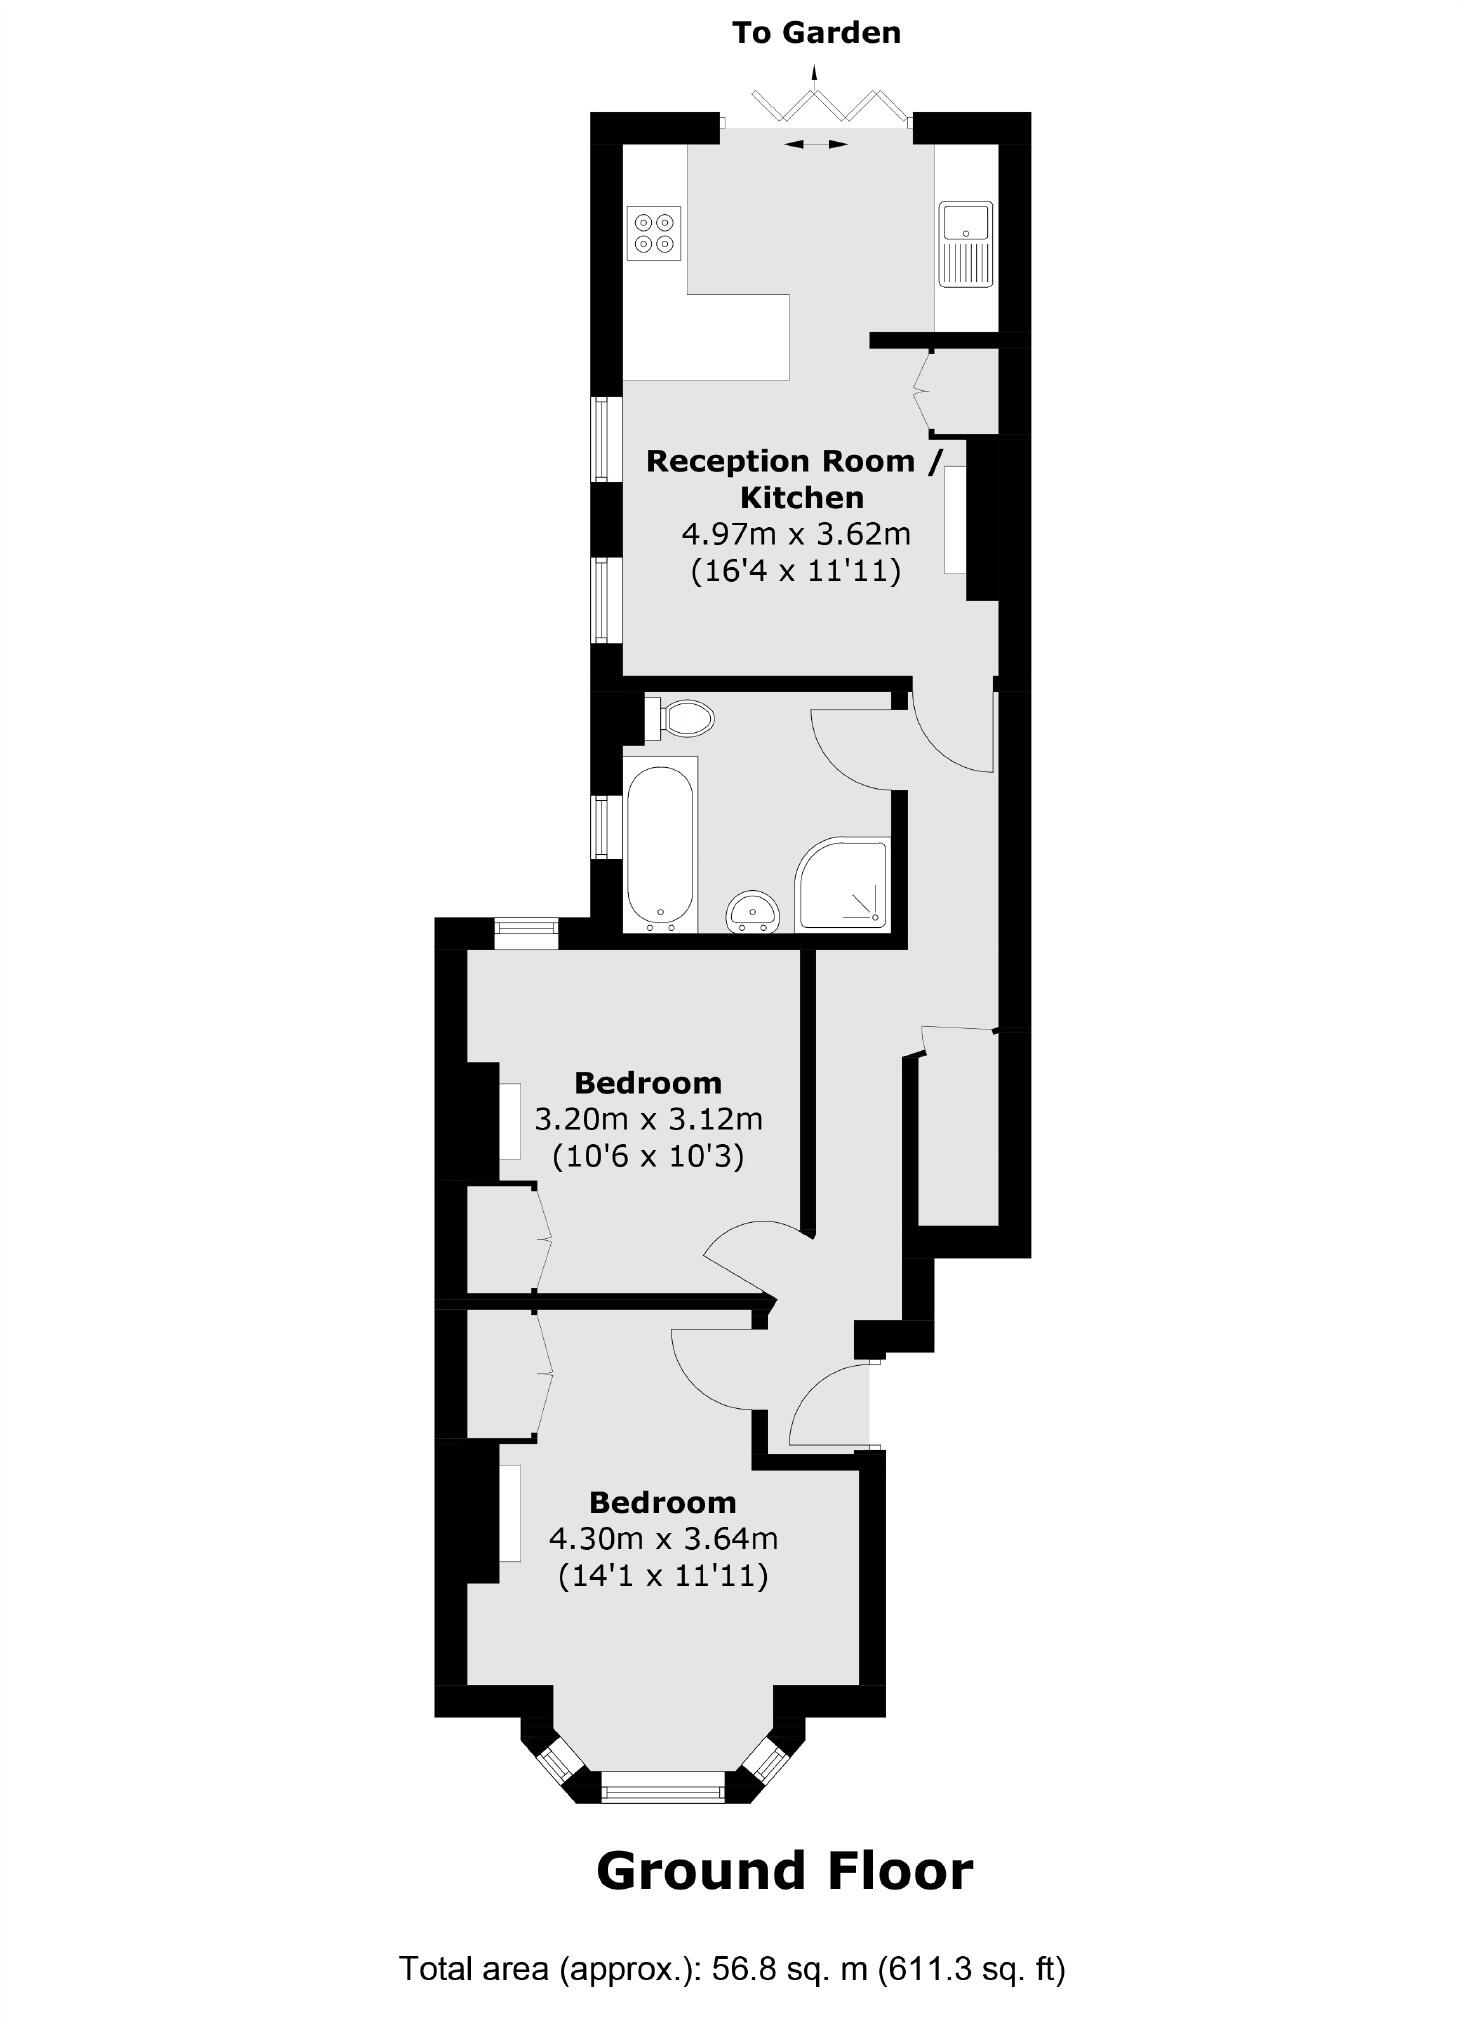 To Garden
Reception Room /
Kitchen
4.97m x 3.62m
(16'4 x 11'11)
Bedroom
3.20m x 3.12m
(10'6 x 10'3)
Bedroom
4.30m x 3.64m
(14'1 x 11'11)
Ground Floor
Total area (approx.): 56.8 sq. m (611.3 sq. ft)